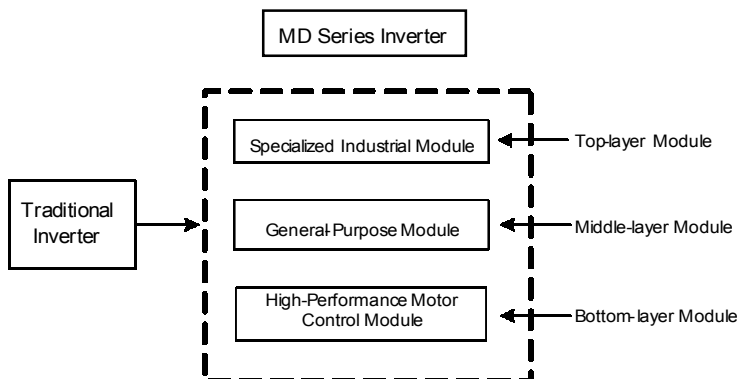 MD Series Inverter
Specialized Industrial Module
Top-layer Module
Traditional
Inverter
General-Purpose Module
Middle-layer Module
High-Performance Motor
Control Module
Bottom-layer Module